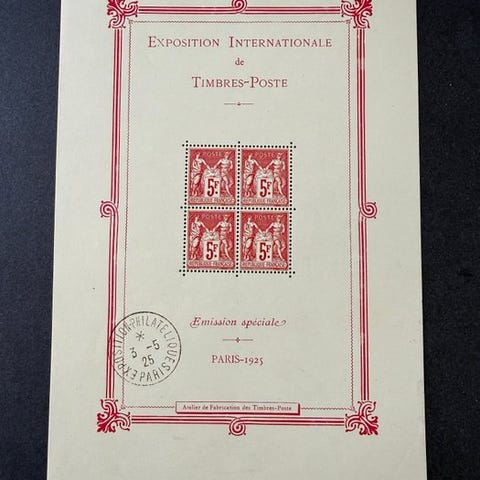 EXPOSITION INTERNATIONALE
de
TIMBRES-POSTE
POSTE
5F
REPUBLIQUE FRANÇAISE
POSTE
5F
REPUBLIQUE FRANÇAISE
POSTE
5F
REPUBLIQUE FRANÇAISE
POSTE
5F
REPUBLIQUE FRANÇAISE
Emission spéciale
PARIS-1925
EXPOSITION-PHILATELIQUES
* PARIS *
3 -5
25
Atelier de Fabrication des Timbres-Poste